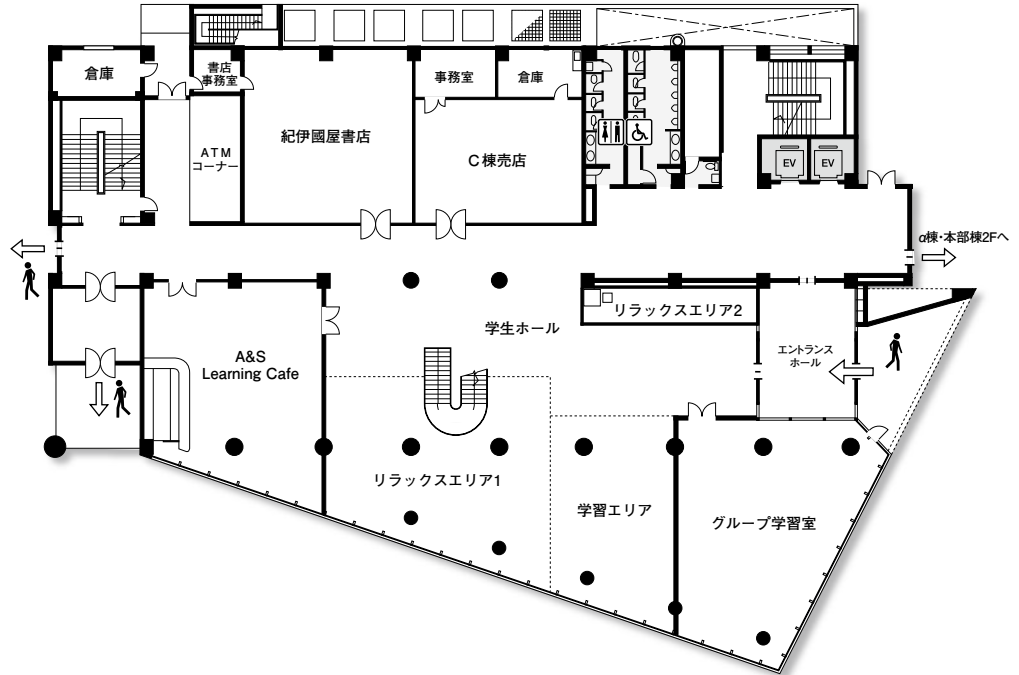 倉庫
書店
事務室
事務室
倉庫
紀伊國屋書店
ATM
コーナー
C棟売店
EV
EV
α棟・本部棟2Fへ
リラックスエリア2
学生ホール
エントランス
ホール
A&S
Learning Cafe
リラックスエリア1
学習エリア
グループ学習室